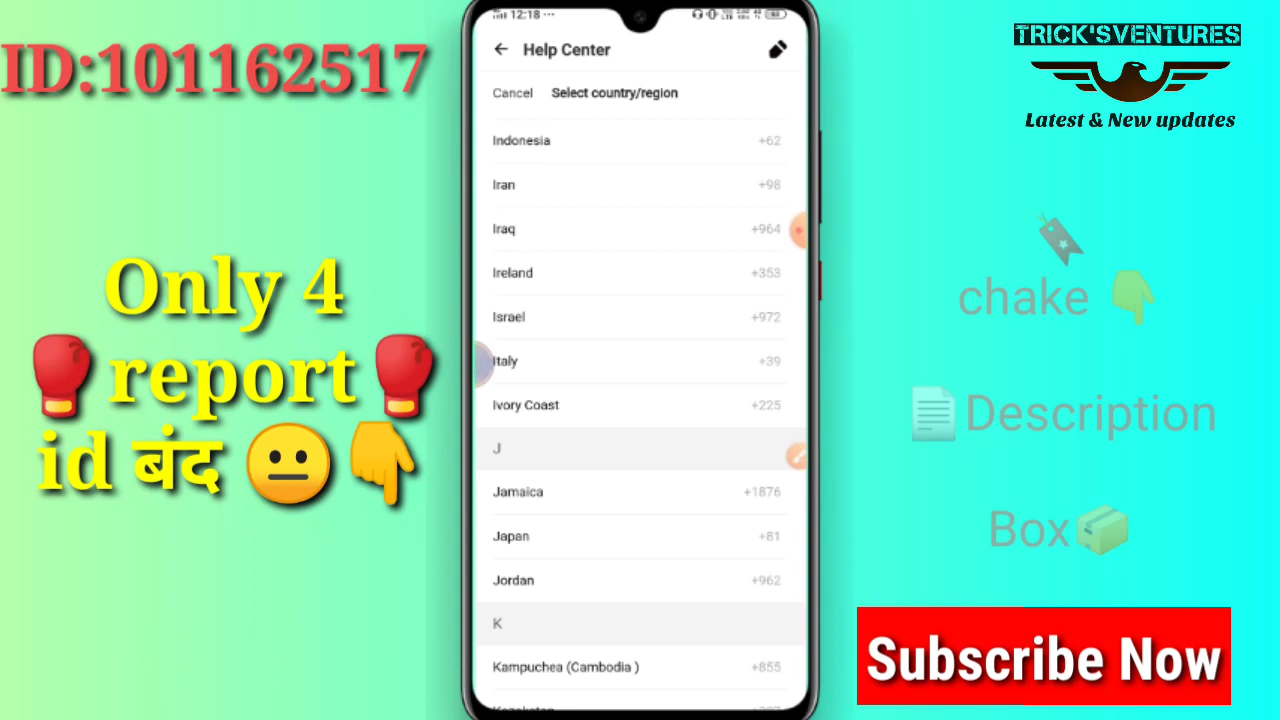 ID:101162517
Only 4
report
id बंद
12:18
Help Center
Cancel Select country/region
Indonesia +62
Iran +98
Iraq +964
Ireland +353
Israel +972
Italy +39
Ivory Coast +225
J
Jamaica +1876
Japan +81
Jordan +962
K
Kampuchea (Cambodia ) +855
TRICK'SVENTURES
Latest & New updates
chake
Description
Box
Subscribe Now